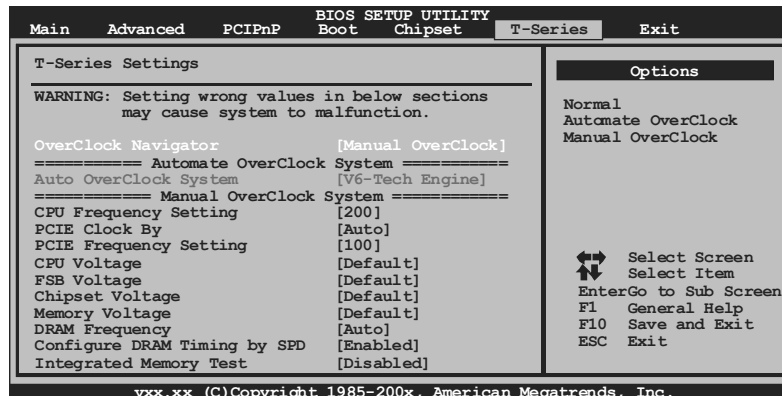 BIOS SETUP UTILITY
Main Advanced PCIPnP Boot Chipset T-Series Exit
T-Series Settings
WARNING: Setting wrong values in below sections
may cause system to malfunction.
OverClock Navigator [Manual OverClock]
=========== Automate OverClock System ===========
Auto OverClock System [V6-Tech Engine]
============ Manual OverClock System ============
CPU Frequency Setting [200]
PCIE Clock By [Auto]
PCIE Frequency Setting [100]
CPU Voltage [Default]
FSB Voltage [Default]
Chipset Voltage [Default]
Memory Voltage [Default]
DRAM Frequency [Auto]
Configure DRAM Timing by SPD [Enabled]
Integrated Memory Test [Disabled]
Options
Normal
Automate OverClock
Manual OverClock
Select Screen
Select Item
EnterGo to Sub Screen
F1 General Help
F10 Save and Exit
ESC Exit
vxx.xx (C)Copyright 1985-200x, American Megatrends, Inc.